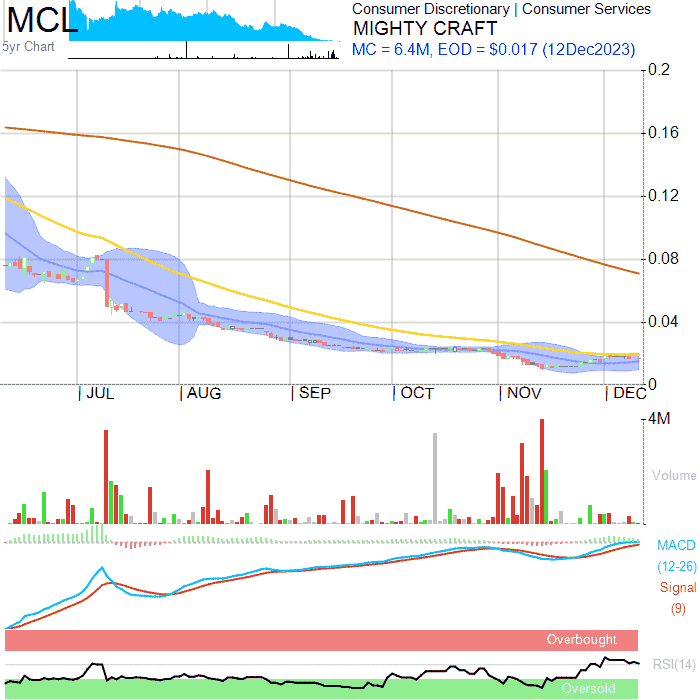 MCL
5yr Chart
Consumer Discretionary | Consumer Services
MIGHTY CRAFT
MC = 6.4M, EOD = $0.017 (12Dec2023)
0.2
0.16
0.12
0.08
0.04
0
JUL
AUG
SEP
OCT
NOV
DEC
4M
Volume
MACD
(12-26)
Signal
(9)
Overbought
RSI(14)
Oversold